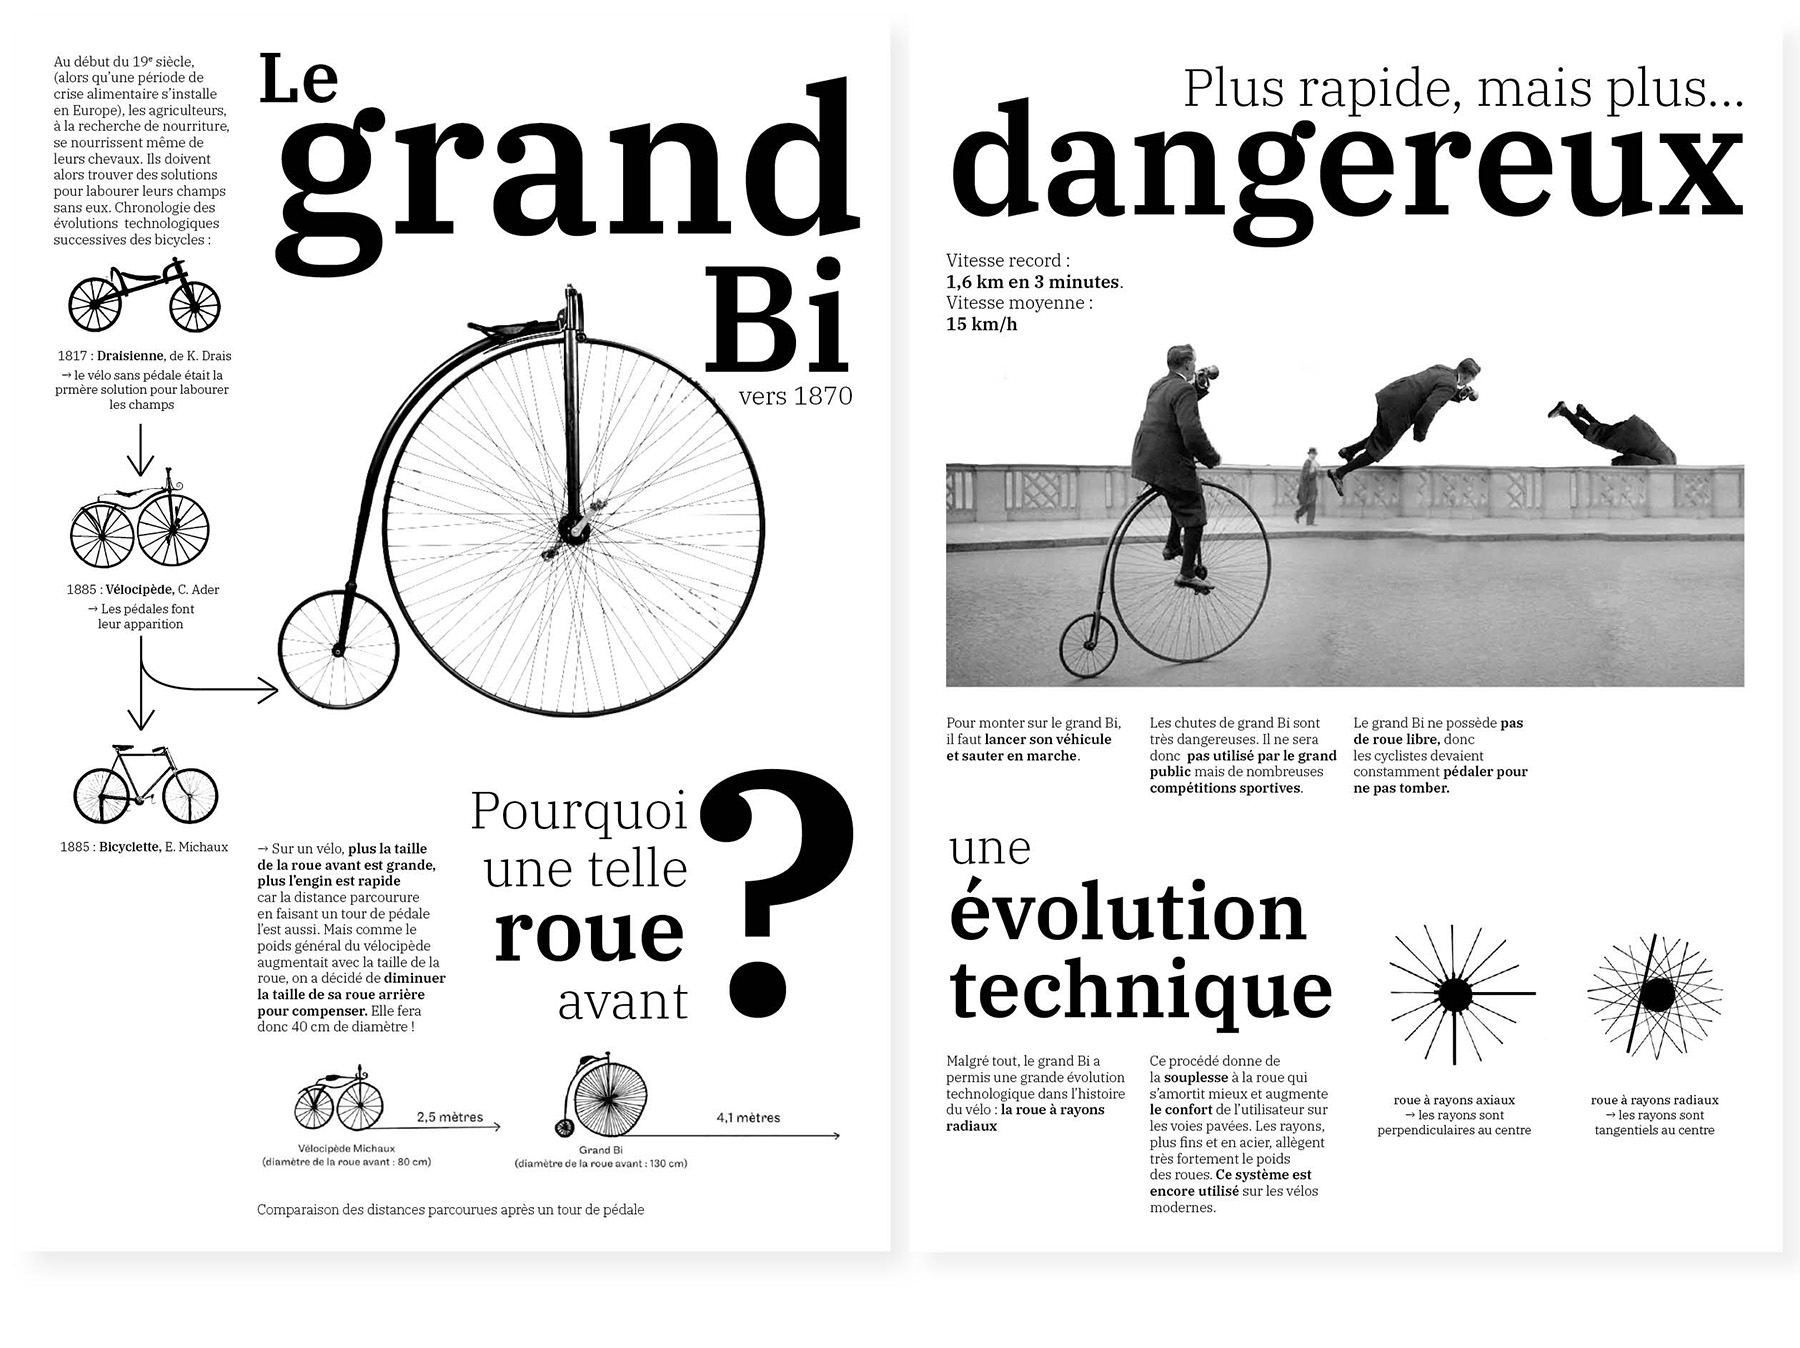 Au début du 19e siècle,
(alors qu'une période de
crise alimentaire s'installe
en Europe), les agriculteurs,
à la recherche de nourriture,
se nourrissent même de
leurs chevaux. Ils doivent
alors trouver des solutions
pour labourer leurs champs
sans eux. Chronologie des
évolutions technologiques
successives des bicycles :
1817 : Draisienne, de K. Drais
→ le vélo sans pédale était la
prmère solution pour labourer
les champs
1885 : Vélocipède, C. Ader
→ Les pédales font
leur apparition
1885 : Bicyclette, E. Michaux
Le
grand
Bi
vers 1870
Pourquoi
une telle
roue
avant
?
→ Sur un vélo, plus la taille
de la roue avant est grande,
plus l'engin est rapide
car la distance parcourure
en faisant un tour de pédale
l'est aussi. Mais comme le
poids général du vélocipède
augmentait avec la taille de la
roue, on a décidé de diminuer
la taille de sa roue arrière
pour compenser. Elle fera
donc 40 cm de diamètre !
2,5 mètres
Vélocipède Michaux
(diamètre de la roue avant : 80 cm)
4,1 mètres
Grand Bi
(diamètre de la roue avant : 130 cm)
Comparaison des distances parcourues après un tour de pédale
Plus rapide, mais plus...
dangereux
Vitesse record :
1,6 km en 3 minutes.
Vitesse moyenne :
15 km/h
Pour monter sur le grand Bi,
il faut lancer son véhicule
et sauter en marche.
Les chutes de grand Bi sont
très dangereuses. Il ne sera
donc pas utilisé par le grand
public mais de nombreuses
compétitions sportives.
Le grand Bi ne possède pas
de roue libre, donc
les cyclistes devaient
constamment pédaler pour
ne pas tomber.
une
évolution
technique
Malgré tout, le grand Bi a
permis une grande évolution
technologique dans l'histoire
du vélo : la roue à rayons
radiaux
Ce procédé donne de
la souplesse à la roue qui
s'amortit mieux et augmente
le confort de l'utilisateur sur
les voies pavées. Les rayons,
plus fins et en acier, allègent
très fortement le poids
des roues. Ce système est
encore utilisé sur les vélos
modernes.
roue à rayons axiaux
→ les rayons sont
perpendiculaires au centre
roue à rayons radiaux
→ les rayons sont
tangentiels au centre